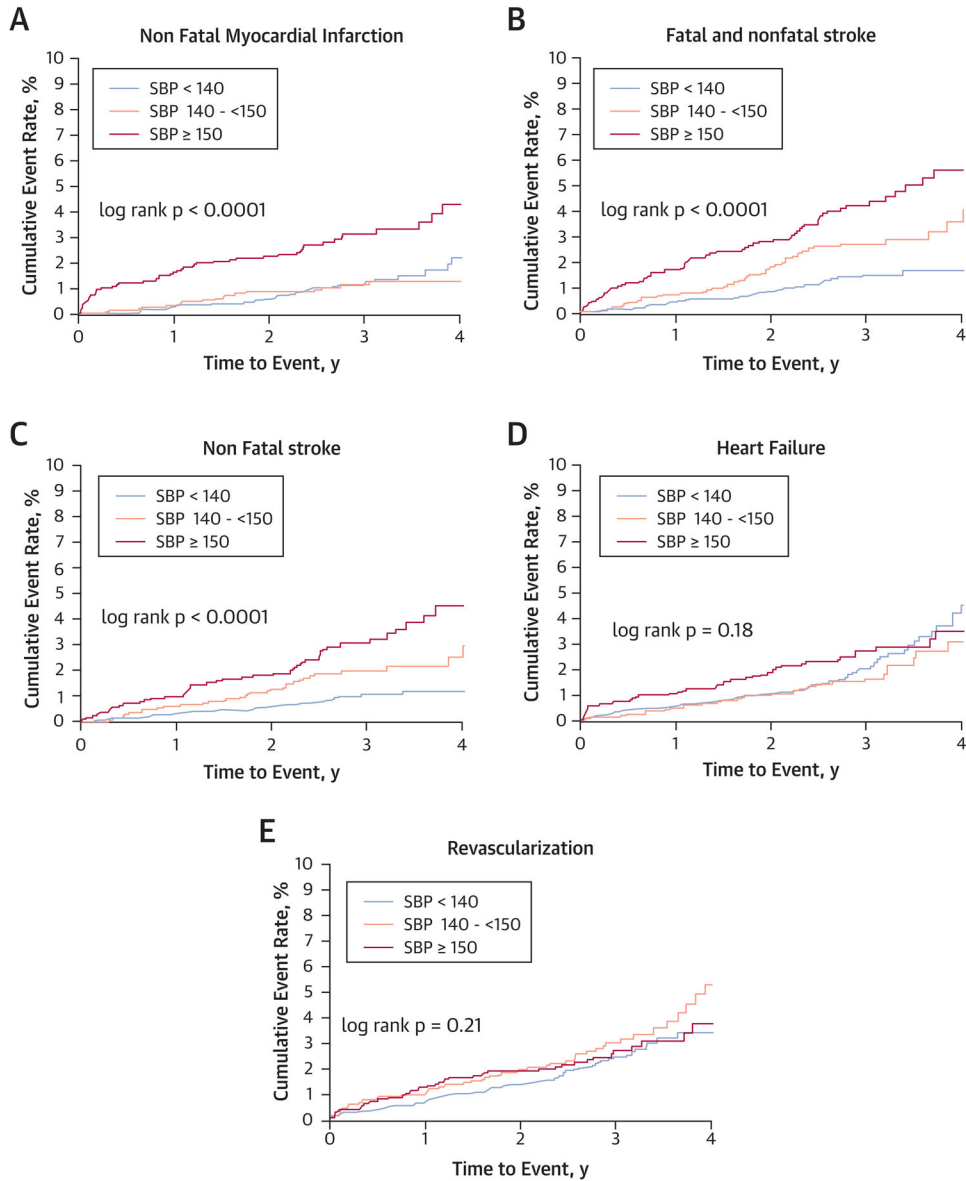 A
Non Fatal Myocardial Infarction
Cumulative Event Rate, %
10
9
8
7
6
5
4
3
2
1
0
SBP < 140
SBP 140 - <150
SBP ≥ 150
log rank p < 0.0001
0 1 2 3 4
Time to Event, y
B
Fatal and nonfatal stroke
Cumulative Event Rate, %
10
9
8
7
6
5
4
3
2
1
0
SBP < 140
SBP 140 - <150
SBP ≥ 150
log rank p < 0.0001
0 1 2 3 4
Time to Event, y
C
Non Fatal stroke
Cumulative Event Rate, %
10
9
8
7
6
5
4
3
2
1
0
SBP < 140
SBP 140 - <150
SBP ≥ 150
log rank p < 0.0001
0 1 2 3 4
Time to Event, y
D
Heart Failure
Cumulative Event Rate, %
10
9
8
7
6
5
4
3
2
1
0
SBP < 140
SBP 140 - <150
SBP ≥ 150
log rank p = 0.18
0 1 2 3 4
Time to Event, y
E
Revascularization
Cumulative Event Rate, %
10
9
8
7
6
5
4
3
2
1
0
SBP < 140
SBP 140 - <150
SBP ≥ 150
log rank p = 0.21
0 1 2 3 4
Time to Event, y